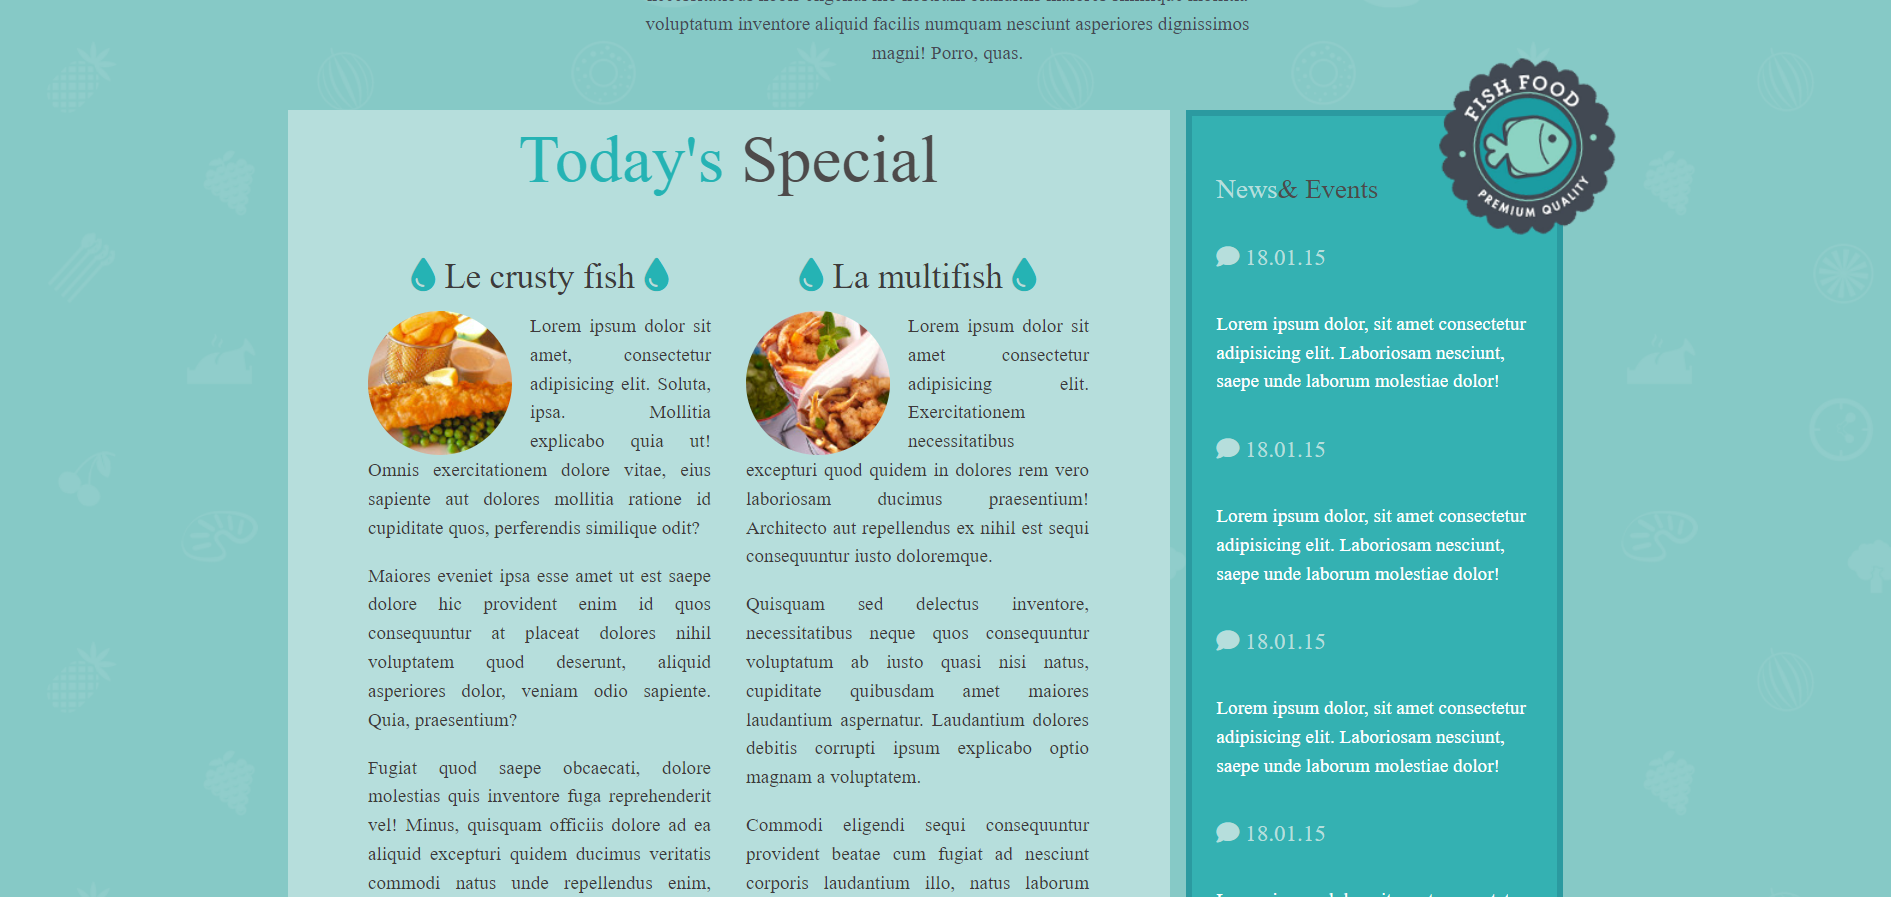 voluptatum inventore aliquid facilis numquam nesciunt asperiores dignissimos
magni! Porro, quas.
Today's Special
Le crusty fish
Lorem ipsum dolor sit
amet, consectetur
adipisicing elit. Soluta,
ipsa. Mollitia
explicabo quia ut!
Omnis exercitationem dolore vitae, eius
sapiente aut dolores mollitia ratione id
cupiditate quos, perferendis similique odit?
Maiores eveniet ipsa esse amet ut est saepe
dolore hic provident enim id quos
consequuntur at placeat dolores nihil
voluptatem quod deserunt, aliquid
asperiores dolor, veniam odio sapiente.
Quia, praesentium?
Fugiat quod saepe obcaecati, dolore
molestias quis inventore fuga reprehenderit
vel! Minus, quisquam officiis dolore ad ea
aliquid excepturi quidem ducimus veritatis
commodi natus unde repellendus enim,
La multifish
Lorem ipsum dolor sit
amet consectetur
adipisicing elit.
Exercitationem
necessitatibus
excepturi quod quidem in dolores rem vero
laboriosam ducimus praesentium!
Architecto aut repellendus ex nihil est sequi
consequuntur iusto doloremque.
Quisquam sed delectus inventore,
necessitatibus neque quos consequuntur
voluptatum ab iusto quasi nisi natus,
cupiditate quibusdam amet maiores
laudantium aspernatur. Laudantium dolores
debitis corrupti ipsum explicabo optio
magnam a voluptatem.
Commodi eligendi sequi consequuntur
provident beatae cum fugiat ad nesciunt
corporis laudantium illo, natus laborum
FISH FOOD
PREMIUM QUALITY
News& Events
18.01.15
Lorem ipsum dolor, sit amet consectetur
adipisicing elit. Laboriosam nesciunt,
saepe unde laborum molestiae dolor!
18.01.15
Lorem ipsum dolor, sit amet consectetur
adipisicing elit. Laboriosam nesciunt,
saepe unde laborum molestiae dolor!
18.01.15
Lorem ipsum dolor, sit amet consectetur
adipisicing elit. Laboriosam nesciunt,
saepe unde laborum molestiae dolor!
18.01.15